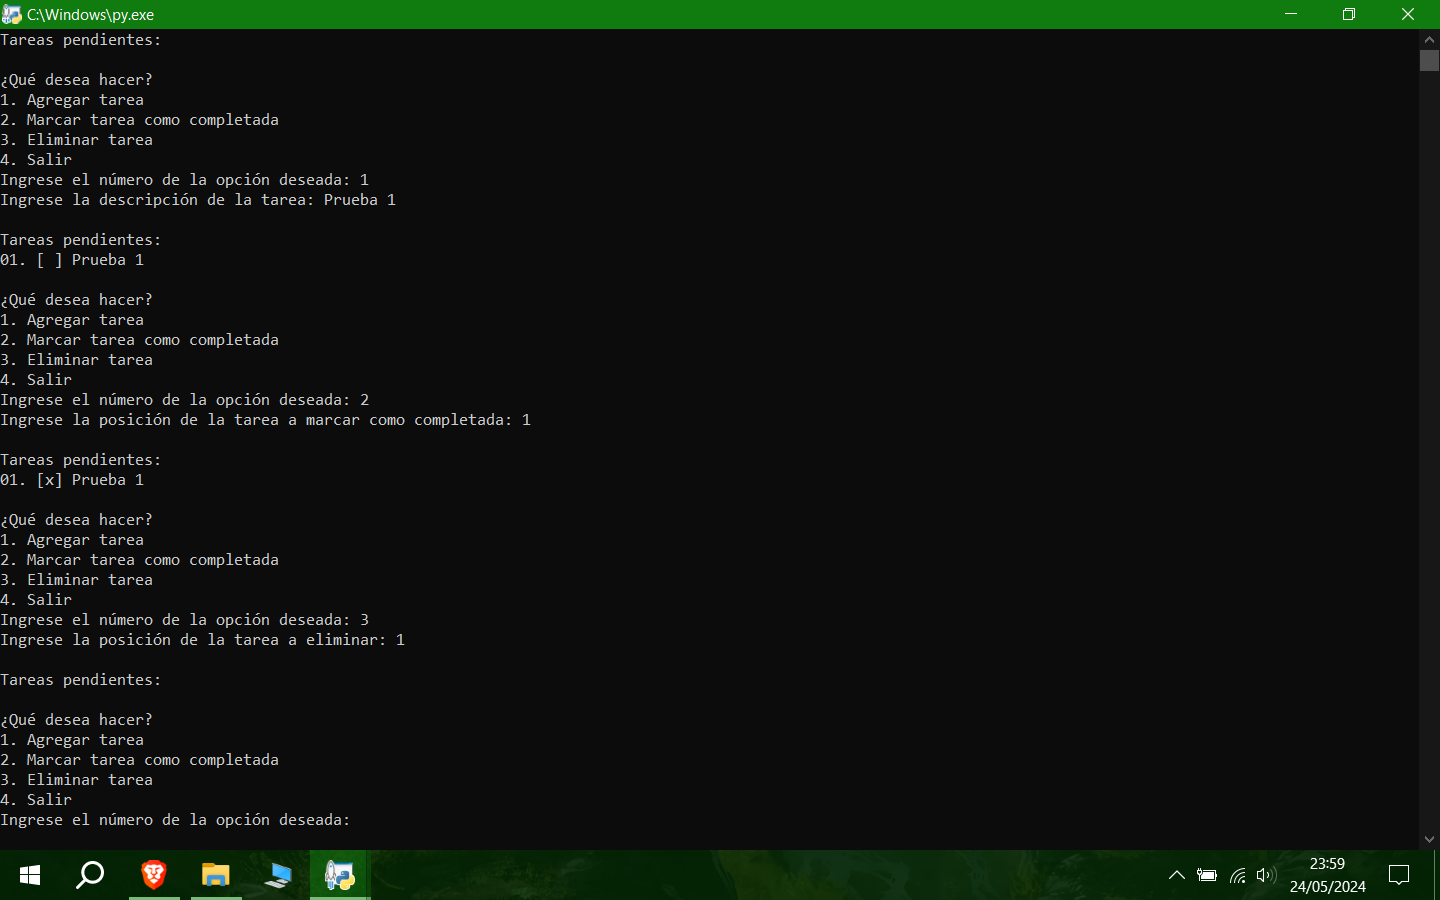 C:\Windows\py.exe
Tareas pendientes:
¿Qué desea hacer?
1. Agregar tarea
2. Marcar tarea como completada
3. Eliminar tarea
4. Salir
Ingrese el número de la opción deseada: 1
Ingrese la descripción de la tarea: Prueba 1
Tareas pendientes:
01. [ ] Prueba 1
¿Qué desea hacer?
1. Agregar tarea
2. Marcar tarea como completada
3. Eliminar tarea
4. Salir
Ingrese el número de la opción deseada: 2
Ingrese la posición de la tarea a marcar como completada: 1
Tareas pendientes:
01. [x] Prueba 1
¿Qué desea hacer?
1. Agregar tarea
2. Marcar tarea como completada
3. Eliminar tarea
4. Salir
Ingrese el número de la opción deseada: 3
Ingrese la posición de la tarea a eliminar: 1
Tareas pendientes:
¿Qué desea hacer?
1. Agregar tarea
2. Marcar tarea como completada
3. Eliminar tarea
4. Salir
Ingrese el número de la opción deseada:
23:59
24/05/2024